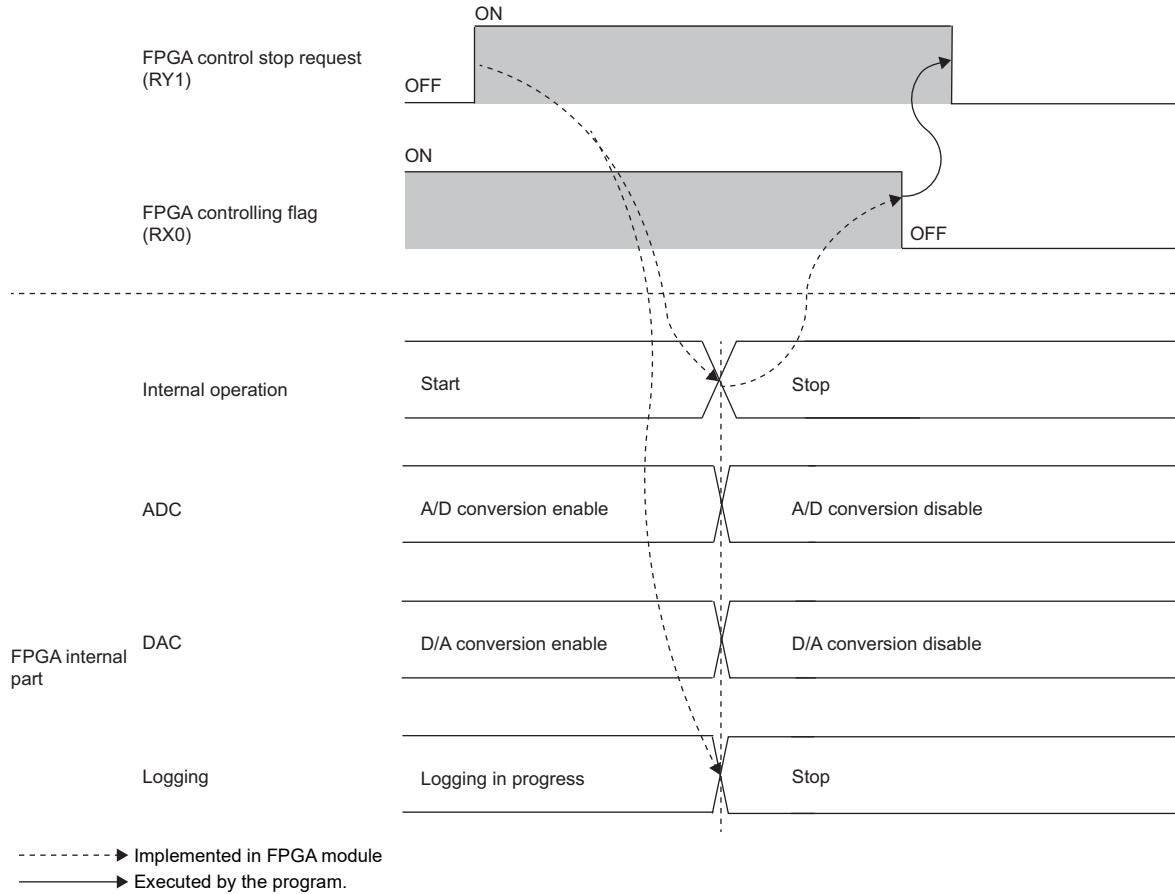 ON
FPGA control stop request
(RY1)
OFF
ON
FPGA controlling flag
(RX0)
OFF
Internal operation
Start
Stop
ADC
A/D conversion enable
A/D conversion disable
FPGA internal
part
DAC
D/A conversion enable
D/A conversion disable
Logging
Logging in progress
Stop
Implemented in FPGA module
Executed by the program.